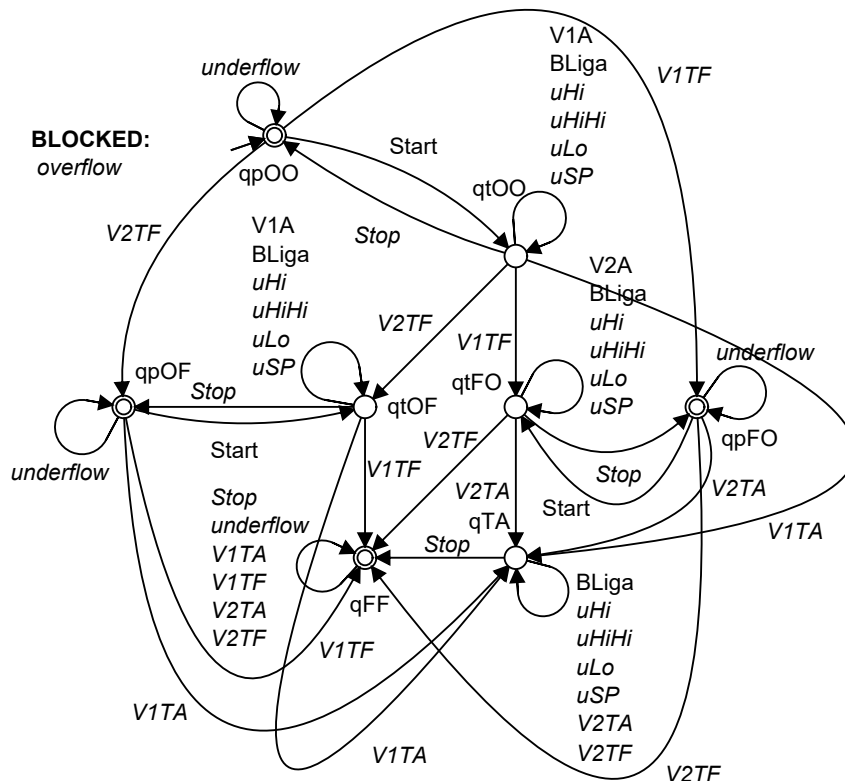 V1A
BLiga
uHi
uHiHi
uLo
uSP
underflow
V1TF
BLOCKED:
overflow
Start
qpOO
qtOO
V2TF
Stop
V1A
BLiga
uHi
uHiHi
uLo
uSP
V2A
BLiga
uHi
uHiHi
uLo
uSP
V2TF
V1TF
underflow
qpOF
Stop
qtOF
qtFO
qpFO
Start
V2TF
V1TF
Stop
underflow
Stop
underflow
V1TA
V1TF
V2TA
V2TF
V2TA
qTA
Start
V2TA
V1TA
Stop
qFF
BLiga
uHi
uHiHi
uLo
uSP
V2TA
V2TF
V1TF
V1TA
V1TA
V2TF